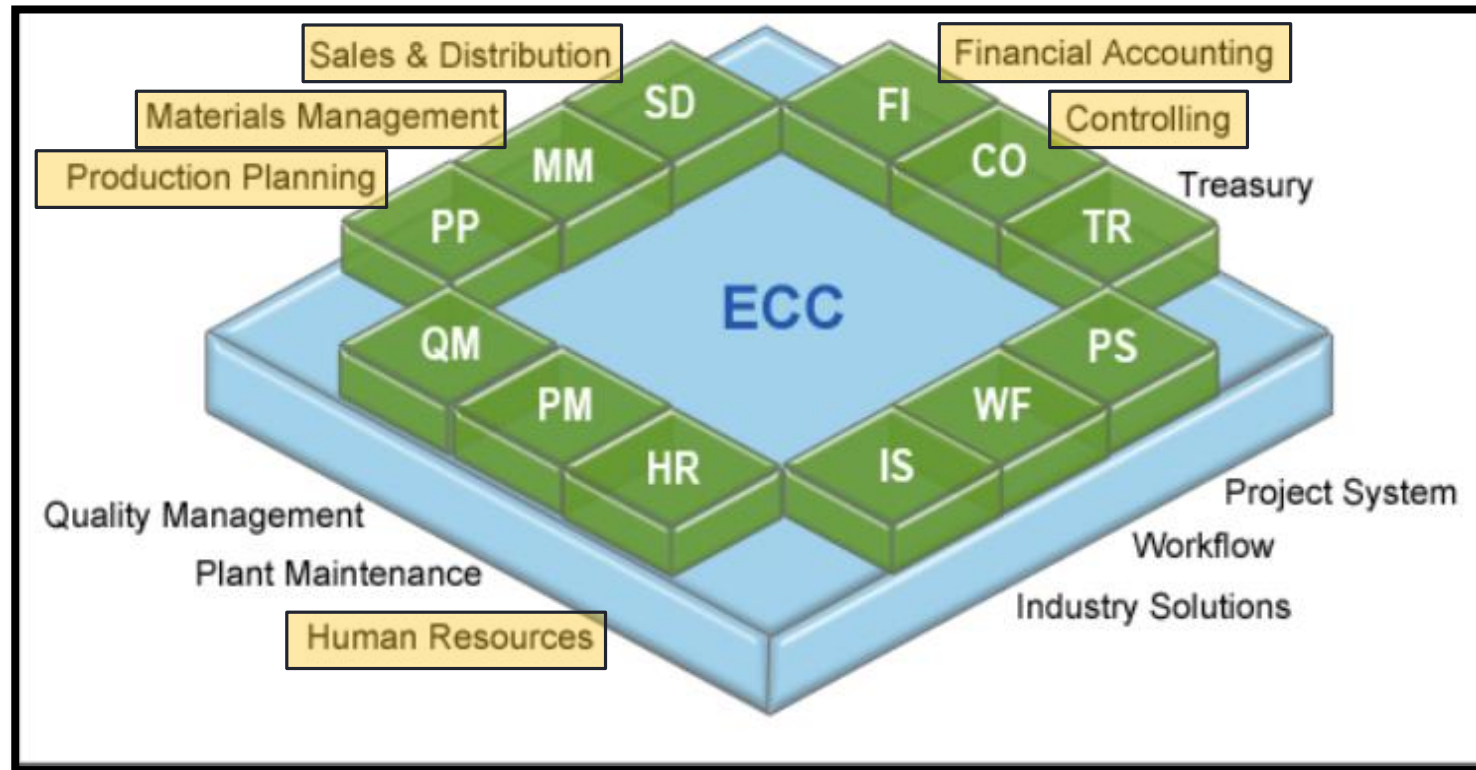 Sales & Distribution
Financial Accounting
Materials Management
Controlling
Production Planning
Treasury
SD
FI
MM
CO
PP
TR
ECC
QM
PS
PM
WF
HR
IS
Quality Management
Project System
Plant Maintenance
Workflow
Human Resources
Industry Solutions